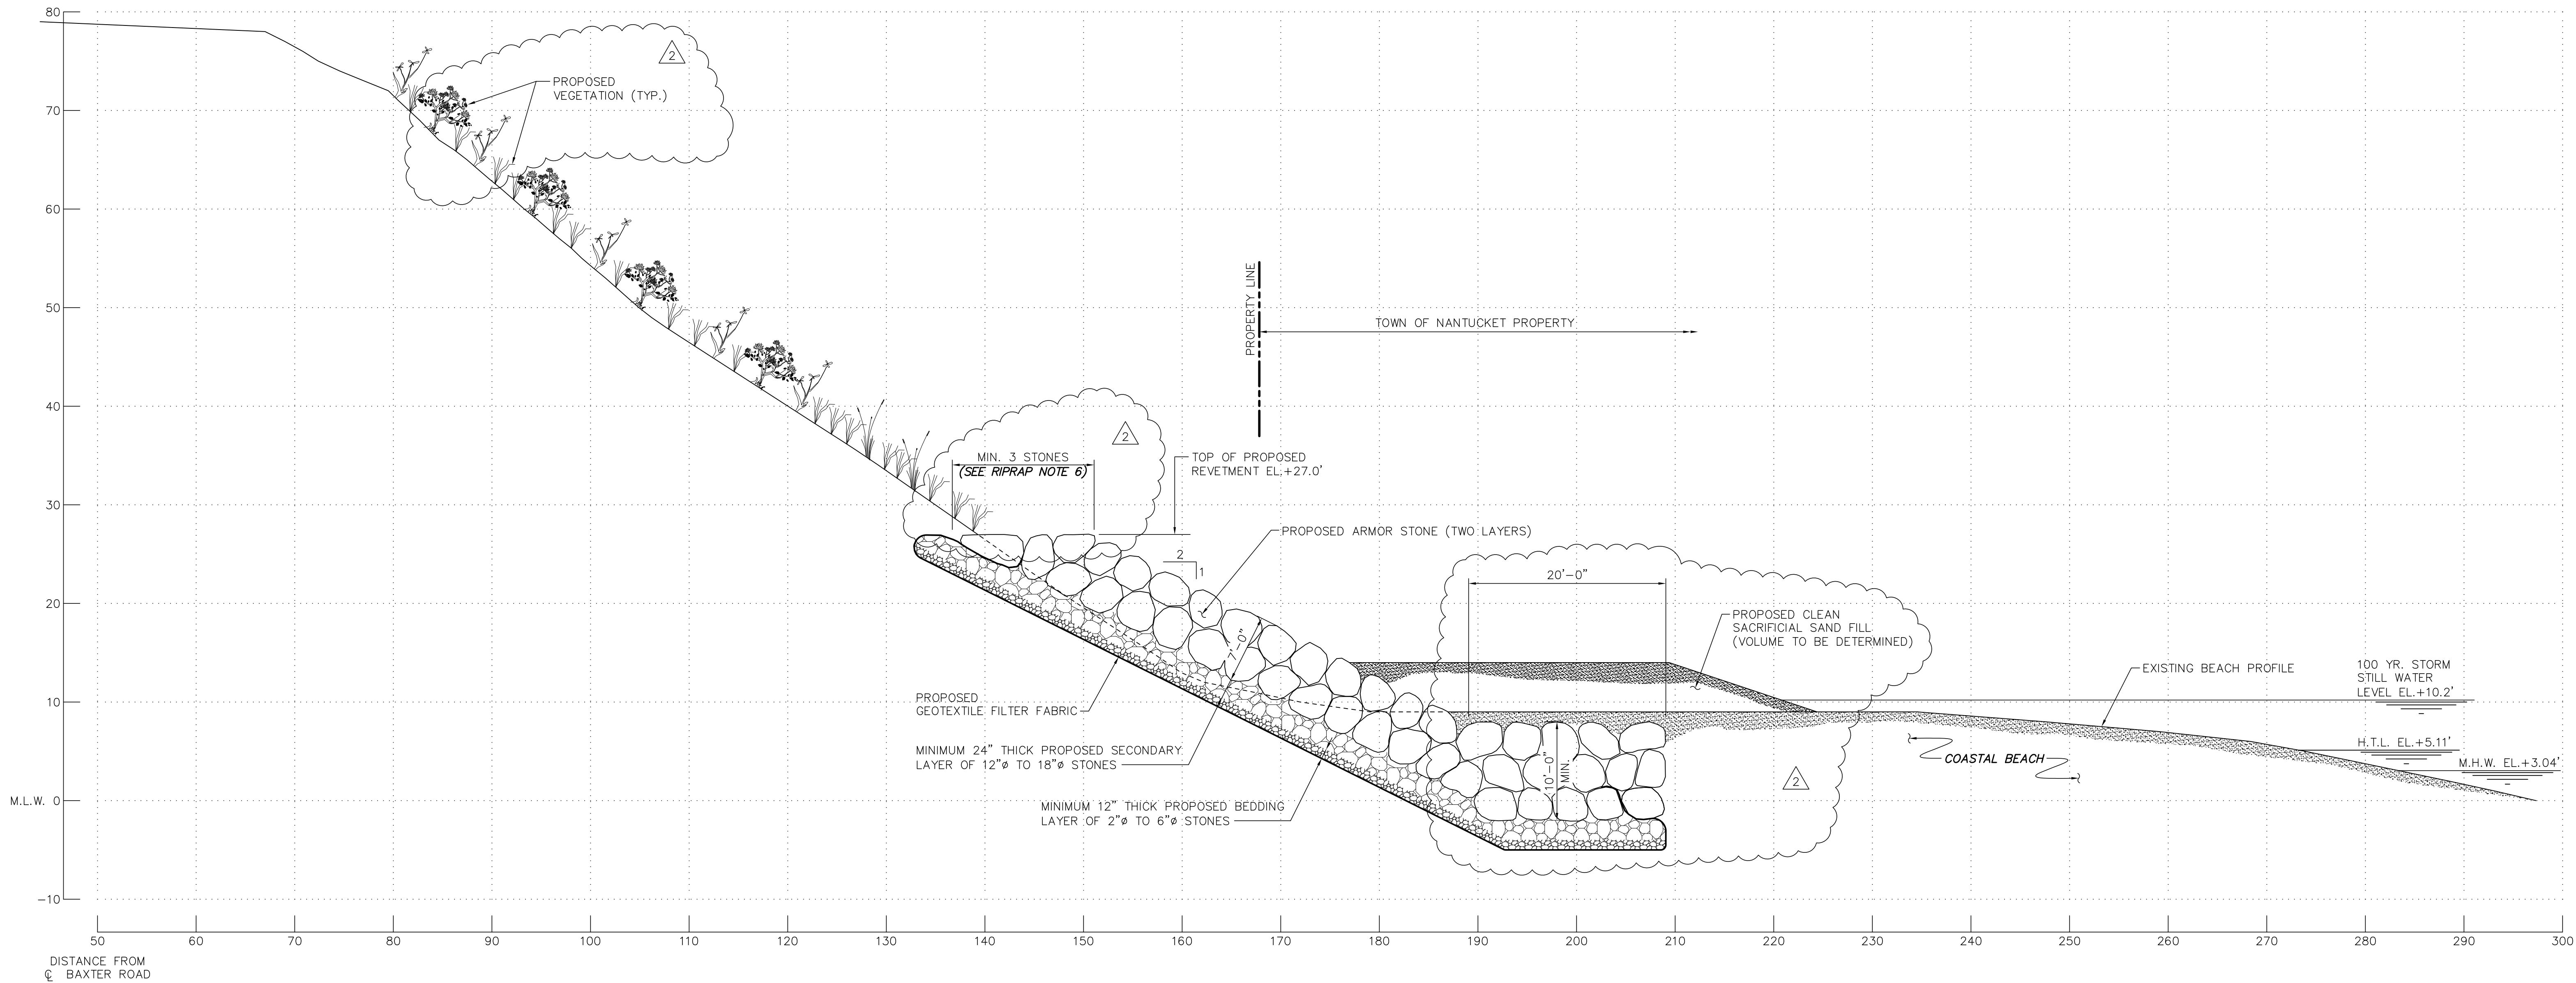 80
70
60
50
40
30
20
10
M.L.W. 0
-10
2
PROPOSED
VEGETATION (TYP.)
PROPERTY LINE
TOWN OF NANTUCKET PROPERTY
2
MIN. 3 STONES
(SEE RIPRAP NOTE 6)
TOP OF PROPOSED
REVETMENT EL.+27.0'
PROPOSED ARMOR STONE (TWO LAYERS)
2
1
20'-0"
PROPOSED CLEAN
SACRIFICIAL SAND FILL
(VOLUME TO BE DETERMINED)
7'-0"
EXISTING BEACH PROFILE
100 YR. STORM
STILL WATER
LEVEL EL.+10.2'
PROPOSED
GEOTEXTILE FILTER FABRIC
H.T.L. EL.+5.11'
MINIMUM 24" THICK PROPOSED SECONDARY
LAYER OF 12"ø TO 18"ø STONES
COASTAL BEACH
M.H.W. EL.+3.04'
10'-0"
MIN.
2
MINIMUM 12" THICK PROPOSED BEDDING
LAYER OF 2"ø TO 6"ø STONES
50 60 70 80 90 100 110 120 130 140 150 160 170 180 190 200 210 220 230 240 250 260 270 280 290 300
DISTANCE FROM
℄ BAXTER ROAD